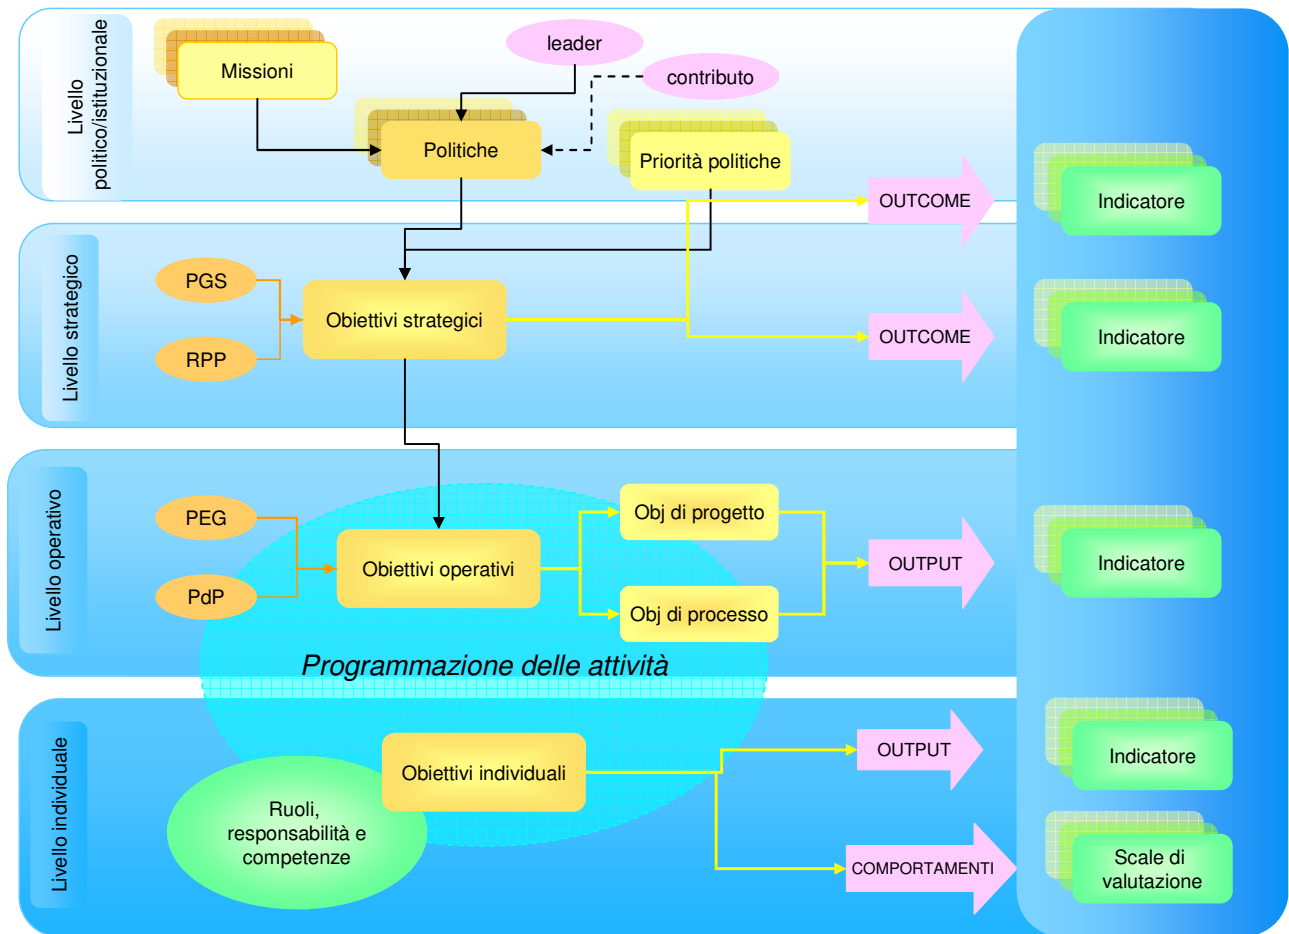 Livello
politico/istituzionale
Missioni
leader
contributo
Politiche
Priorità politiche
OUTCOME
Indicatore
Livello strategico
PGS
RPP
Obiettivi strategici
OUTCOME
Indicatore
Livello operativo
PEG
PdP
Obiettivi operativi
Obj di progetto
Obj di processo
OUTPUT
Indicatore
Programmazione delle attività
Livello individuale
Obiettivi individuali
Ruoli,
responsabilità e
competenze
OUTPUT
Indicatore
COMPORTAMENTI
Scale di
valutazione